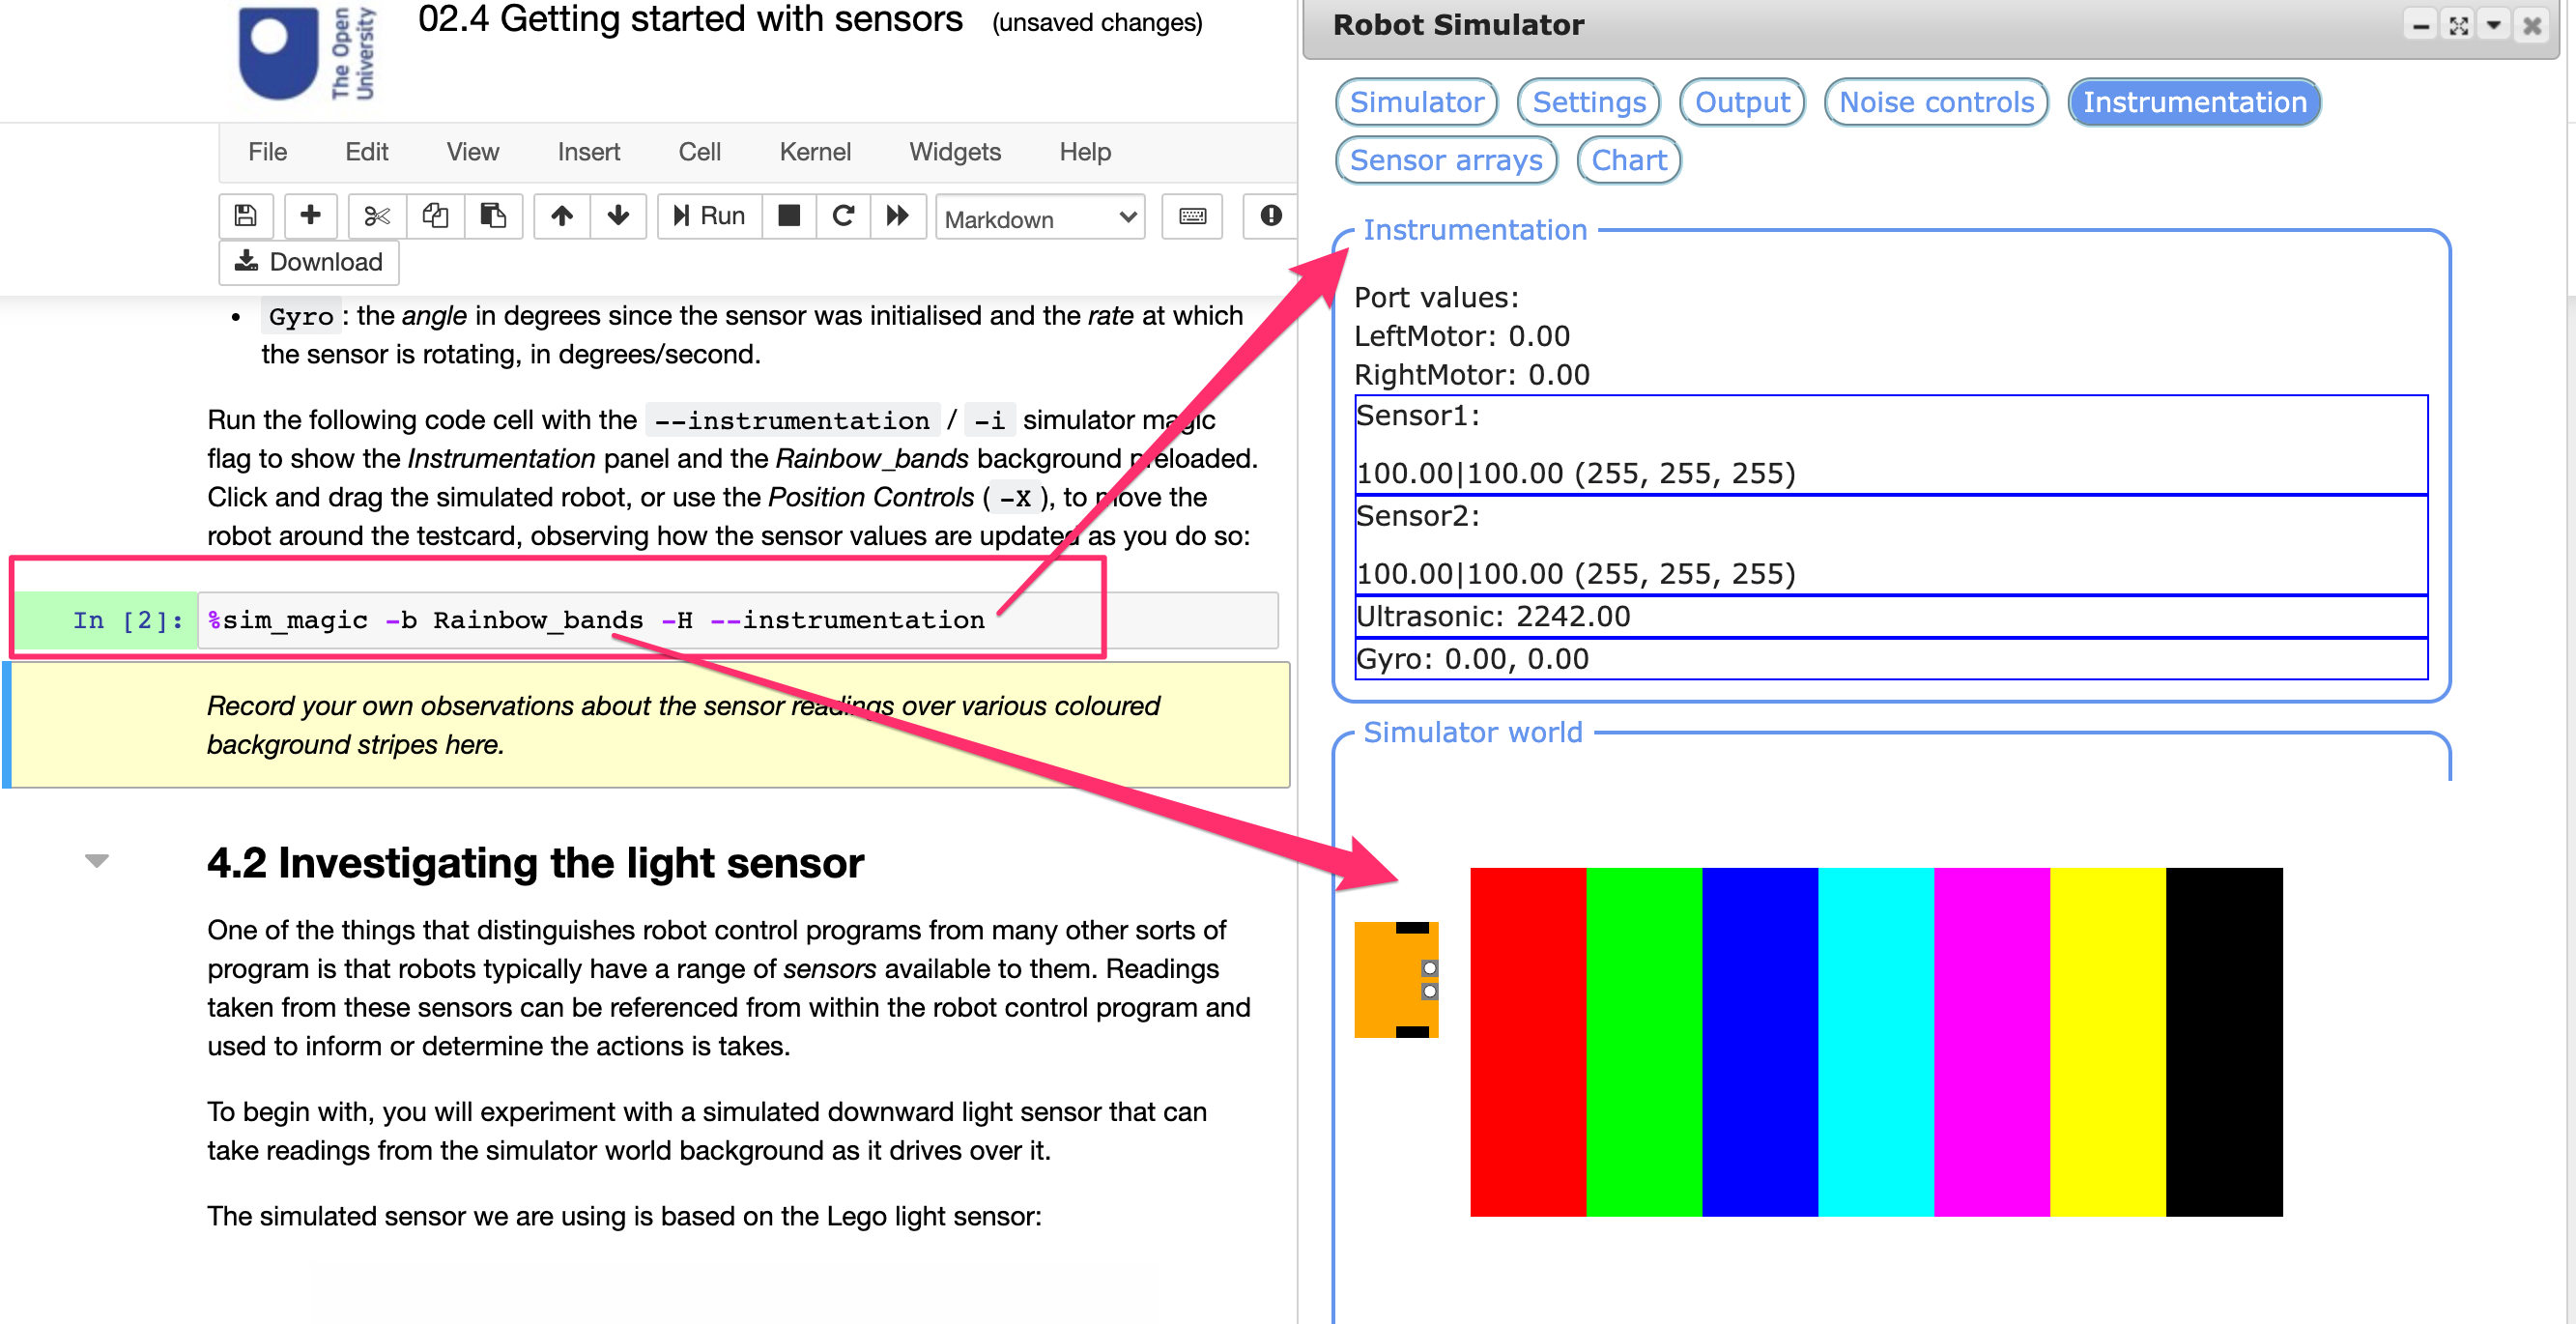 The Open
University
02.4 Getting started with sensors (unsaved changes)
File Edit View Insert Cell Kernel Widgets Help
Run
Markdown
Download
• Gyro : the angle in degrees since the sensor was initialised and the rate at which
the sensor is rotating, in degrees/second.
Run the following code cell with the --instrumentation / -i simulator magic
flag to show the Instrumentation panel and the Rainbow_bands background preloaded.
Click and drag the simulated robot, or use the Position Controls ( -X ), to move the
robot around the testcard, observing how the sensor values are updated as you do so:
In [2]: %sim_magic -b Rainbow_bands -H --instrumentation
Record your own observations about the sensor readings over various coloured
background stripes here.
4.2 Investigating the light sensor
One of the things that distinguishes robot control programs from many other sorts of
program is that robots typically have a range of sensors available to them. Readings
taken from these sensors can be referenced from within the robot control program and
used to inform or determine the actions is takes.
To begin with, you will experiment with a simulated downward light sensor that can
take readings from the simulator world background as it drives over it.
The simulated sensor we are using is based on the Lego light sensor:
Robot Simulator
Simulator Settings Output Noise controls Instrumentation
Sensor arrays Chart
Instrumentation
Port values:
LeftMotor: 0.00
RightMotor: 0.00
Sensor1:
100.00|100.00 (255, 255, 255)
Sensor2:
100.00|100.00 (255, 255, 255)
Ultrasonic: 2242.00
Gyro: 0.00, 0.00
Simulator world